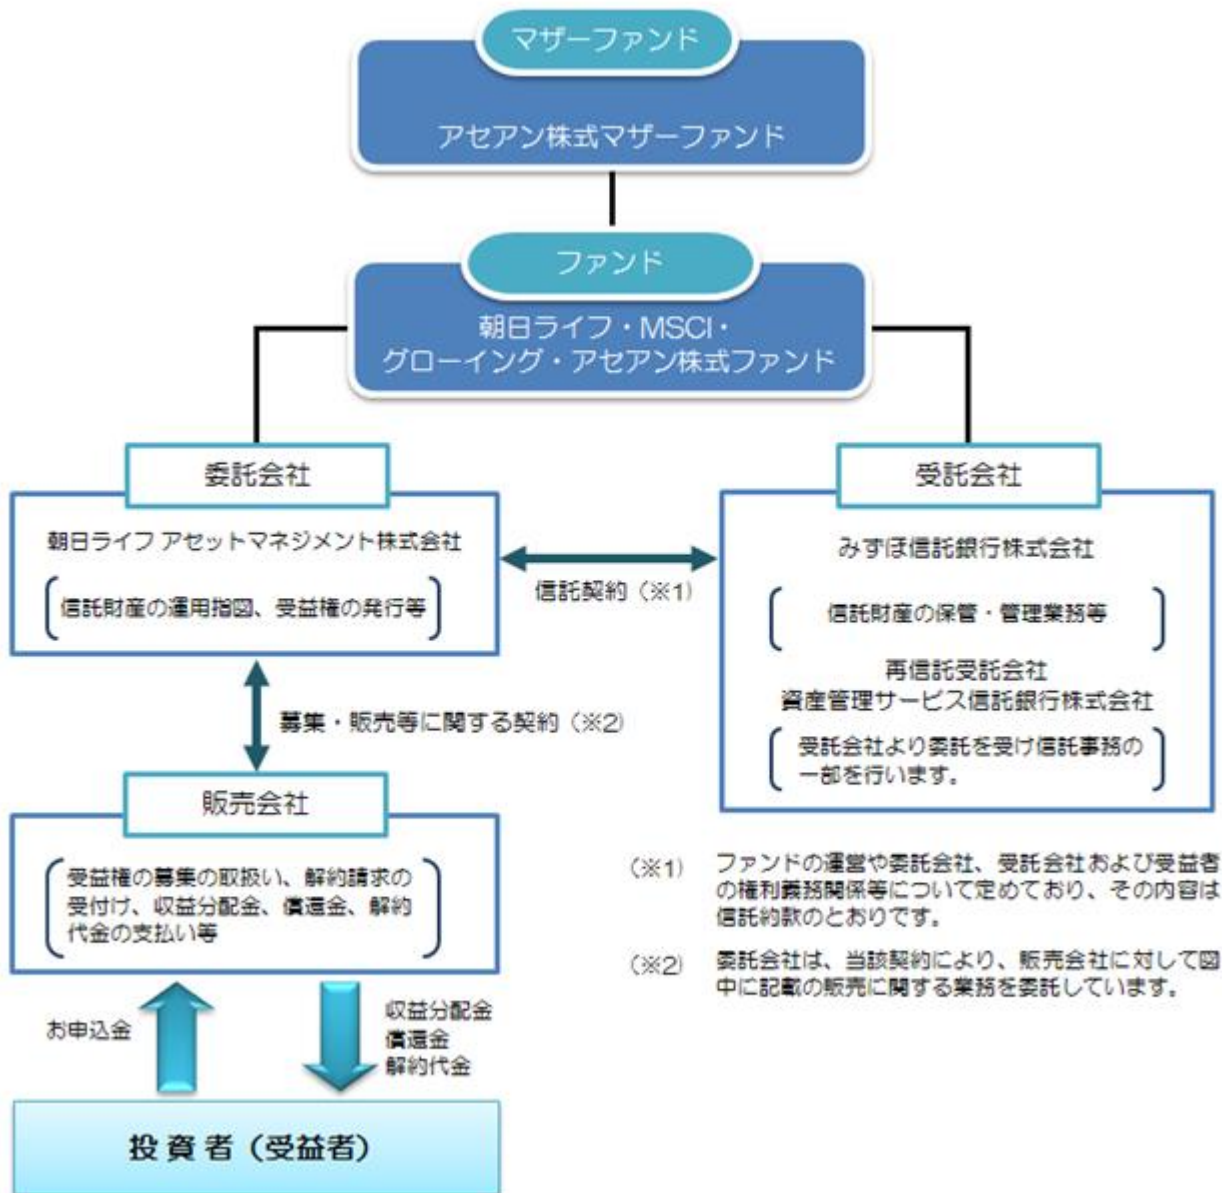 マザーファンド
アセアン株式マザーファンド
ファンド
朝日ライフ・MSCI・
グローイング・アセアン株式ファンド
委託会社
朝日ライフ アセットマネジメント株式会社
信託財産の運用指図、受益権の発行等
信託契約（※1）
受託会社
みずほ信託銀行株式会社
信託財産の保管・管理業務等
再信託受託会社
資産管理サービス信託銀行株式会社
受託会社より委託を受け信託事務の
一部を行います。
募集・販売等に関する契約（※2）
販売会社
受益権の募集の取扱い、解約請求の
受付け、収益分配金、償還金、解約
代金の支払い等
（※1） ファンドの運営や委託会社、受託会社および受益者
の権利義務関係等について定めており、その内容は
信託約款のとおりです。
（※2） 委託会社は、当該契約により、販売会社に対して図
中に記載の販売に関する業務を委託しています。
お申込金
収益分配金
償還金
解約代金
投資者（受益者）